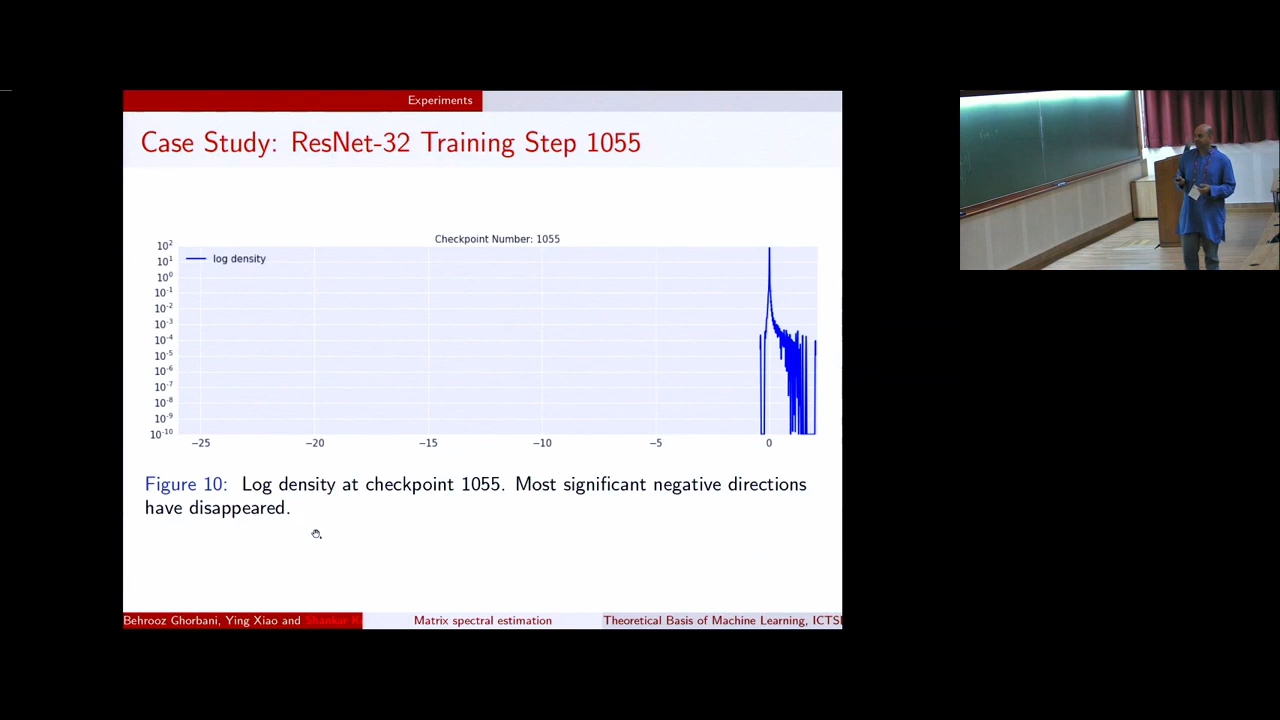 Experiments
Case Study: ResNet-32 Training Step 1055
Checkpoint Number: 1055
log density
10²
10¹
10⁰
10⁻¹
10⁻²
10⁻³
10⁻⁴
10⁻⁵
10⁻⁶
10⁻⁷
10⁻⁸
10⁻⁹
10⁻¹⁰
−25 −20 −15 −10 −5 0
Figure 10: Log density at checkpoint 1055. Most significant negative directions
have disappeared.
Behrooz Ghorbani, Ying Xiao and Shankar Matrix spectral estimation Theoretical Basis of Machine Learning, ICTS